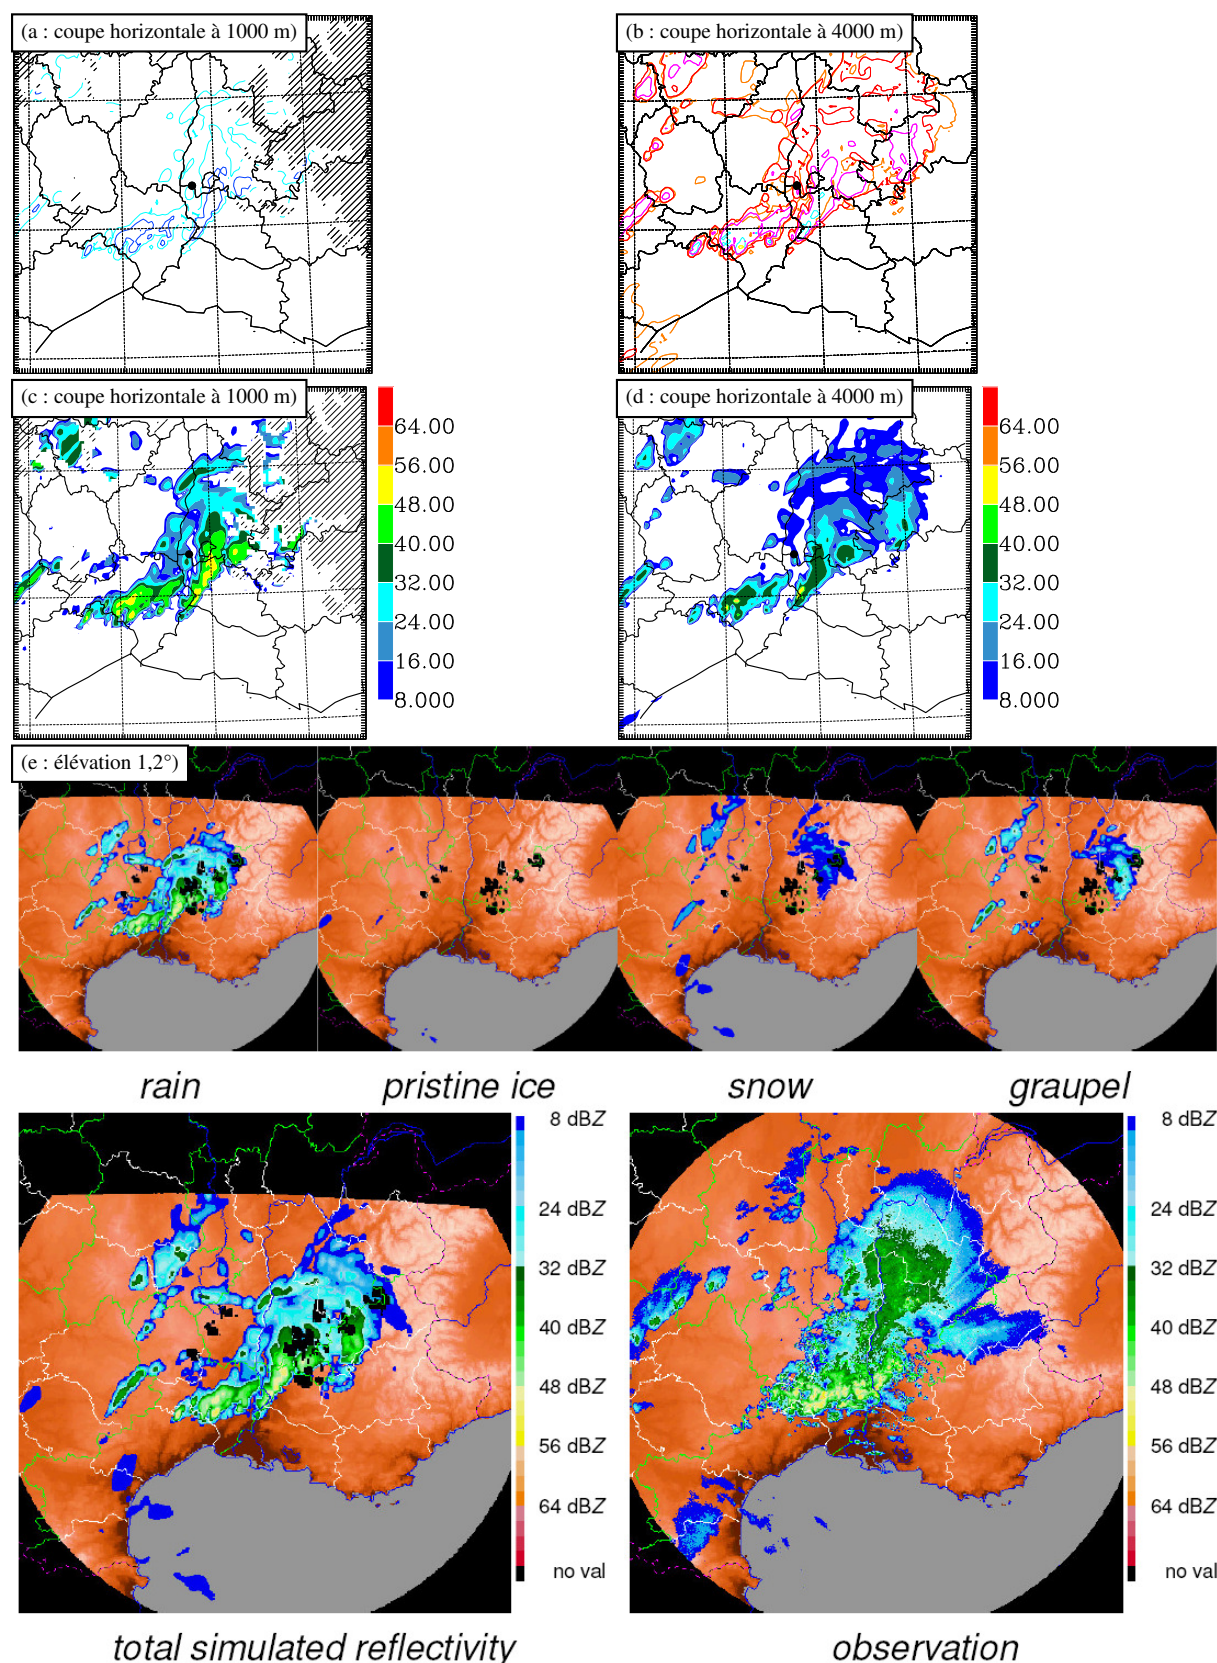 (a : coupe horizontale à 1000 m)
(b : coupe horizontale à 4000 m)
(c : coupe horizontale à 1000 m)
64.00
56.00
48.00
40.00
32.00
24.00
16.00
8.000
(d : coupe horizontale à 4000 m)
64.00
56.00
48.00
40.00
32.00
24.00
16.00
8.000
(e : élévation 1,2°)
rain
pristine ice
snow
graupel
8 dBZ
24 dBZ
32 dBZ
40 dBZ
48 dBZ
56 dBZ
64 dBZ
no val
8 dBZ
24 dBZ
32 dBZ
40 dBZ
48 dBZ
56 dBZ
64 dBZ
no val
total simulated reflectivity
observation